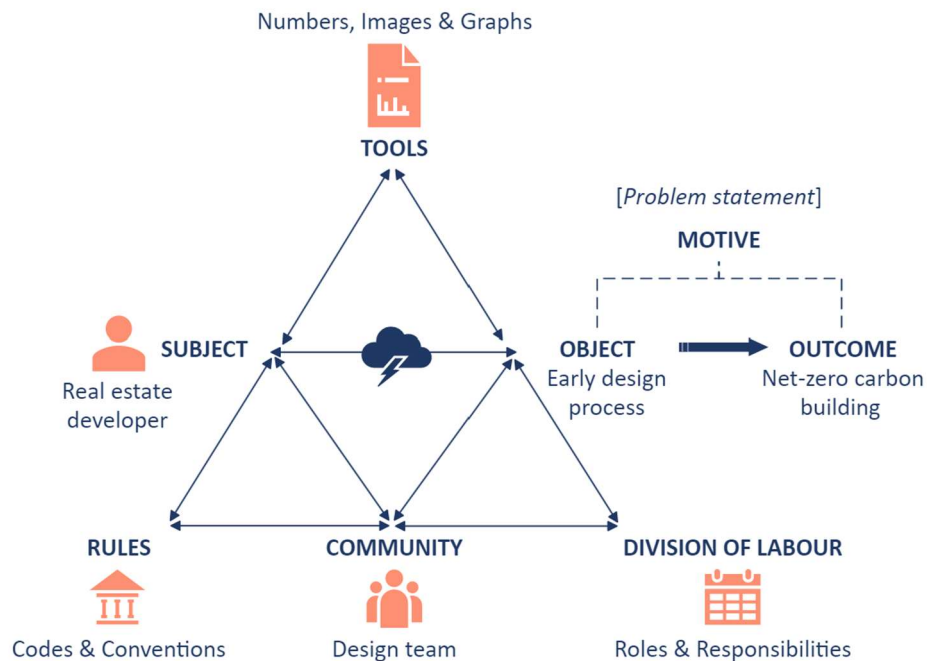 Numbers, Images & Graphs
TOOLS
[Problem statement]
MOTIVE
SUBJECT
Real estate
developer
OBJECT
Early design
process
OUTCOME
Net-zero carbon
building
RULES
Codes & Conventions
COMMUNITY
Design team
DIVISION OF LABOUR
Roles & Responsibilities